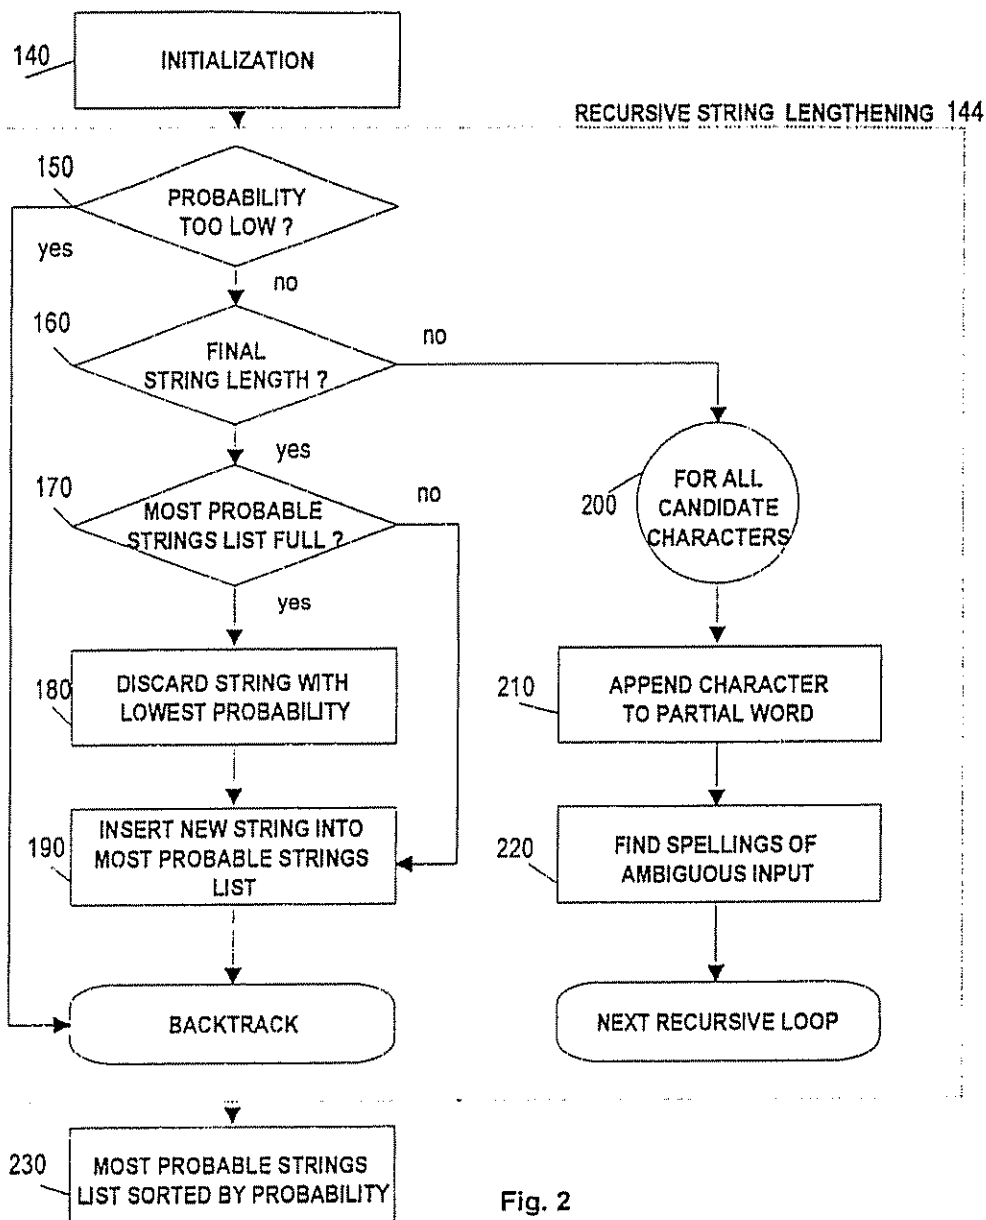 140
INITIALIZATION
RECURSIVE STRING LENGTHENING 144
150
PROBABILITY
TOO LOW ?
yes
no
160
FINAL
STRING LENGTH ?
no
yes
170
MOST PROBABLE
STRINGS LIST FULL ?
no
yes
200
FOR ALL
CANDIDATE
CHARACTERS
180
DISCARD STRING WITH
LOWEST PROBABILITY
210
APPEND CHARACTER
TO PARTIAL WORD
190
INSERT NEW STRING INTO
MOST PROBABLE STRINGS
LIST
220
FIND SPELLINGS OF
AMBIGUOUS INPUT
BACKTRACK
NEXT RECURSIVE LOOP
230
MOST PROBABLE STRINGS
LIST SORTED BY PROBABILITY
Fig. 2